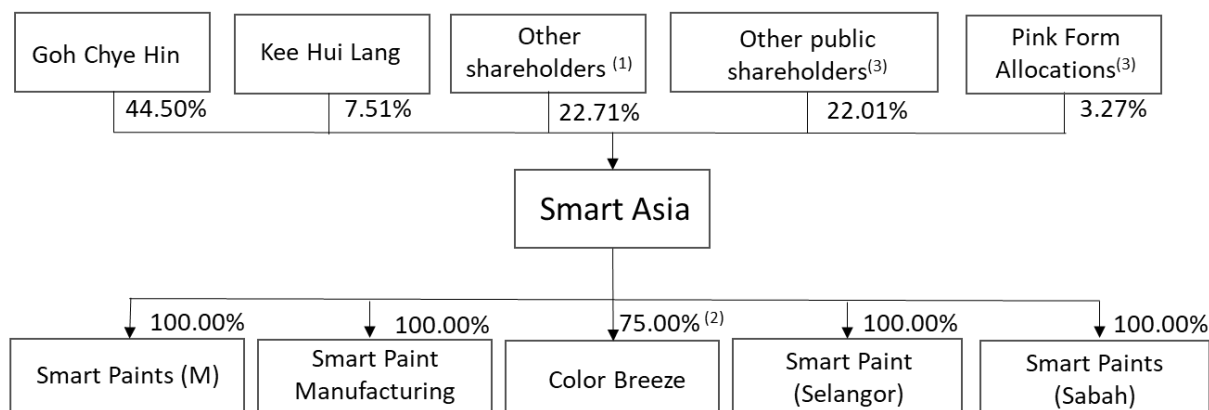 Goh Chye Hin
Kee Hui Lang
Other
shareholders (1)
Other public
shareholders(3)
Pink Form
Allocations(3)
44.50%
7.51%
22.71%
22.01%
3.27%
Smart Asia
100.00%
100.00%
75.00% (2)
100.00%
100.00%
Smart Paints (M)
Smart Paint
Manufacturing
Color Breeze
Smart Paint
(Selangor)
Smart Paints
(Sabah)